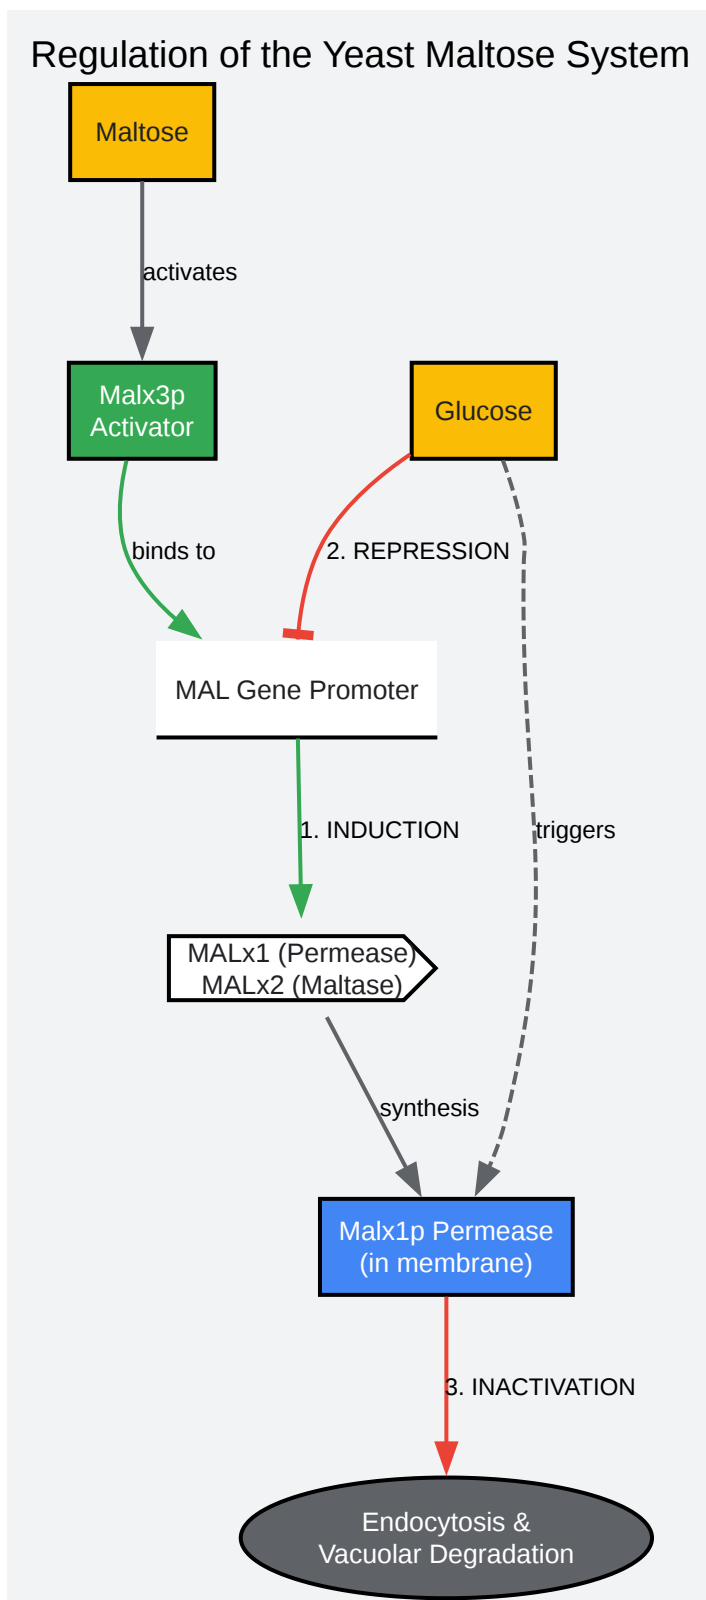 Regulation of the Yeast Maltose System
Maltose
activates
Malx3p
Activator
Glucose
binds to
2. REPRESSION
MAL Gene Promoter
1. INDUCTION
triggers
MALx1 (Permease)
MALx2 (Maltase)
synthesis
Malx1p Permease
(in membrane)
3. INACTIVATION
Endocytosis &
Vacuolar Degradation